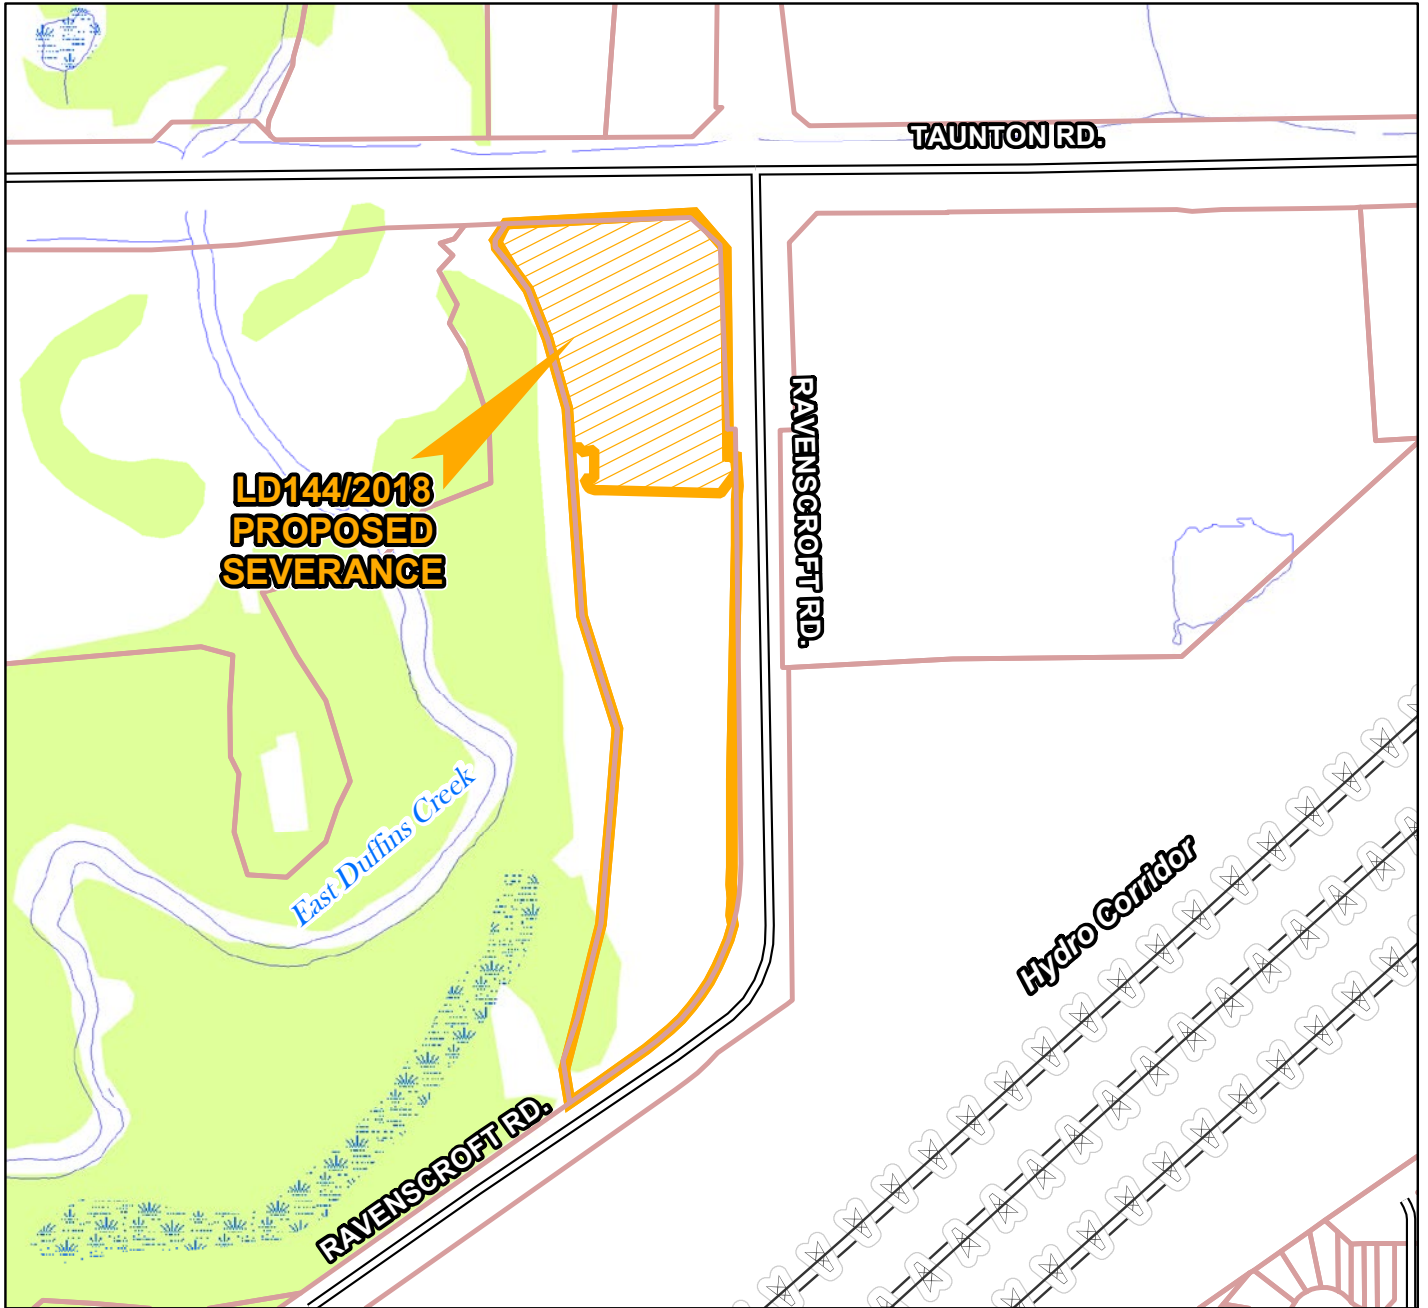 TAUNTON RD.
RAVENSCROFT RD.
LD144/2018
PROPOSED
SEVERANCE
East Duffins Creek
Hydro Corridor
RAVENSCROFT RD.